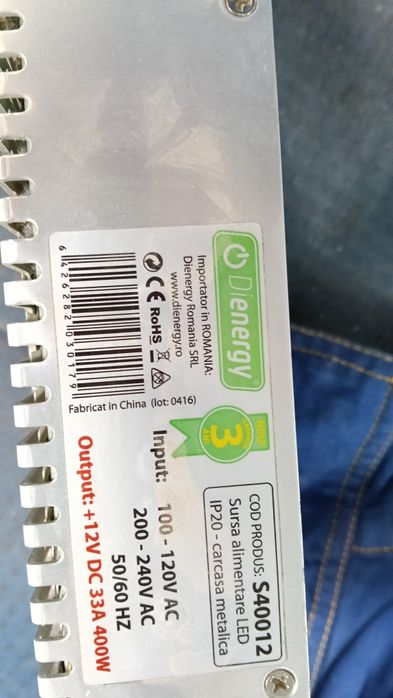 Dienergy
Importator in ROMANIA:
Dienergy Romania SRL
www.dienergy.ro
CE RoHS
6 426282 030179
Fabricat in China (lot: 0416)
3
ANI
COD PRODUS: S40012
Sursa alimentare LED
IP20 - carcasa metalica
Input: 100 - 120V AC
200 - 240V AC
50/60 HZ
Output: +12V DC 33A 400W